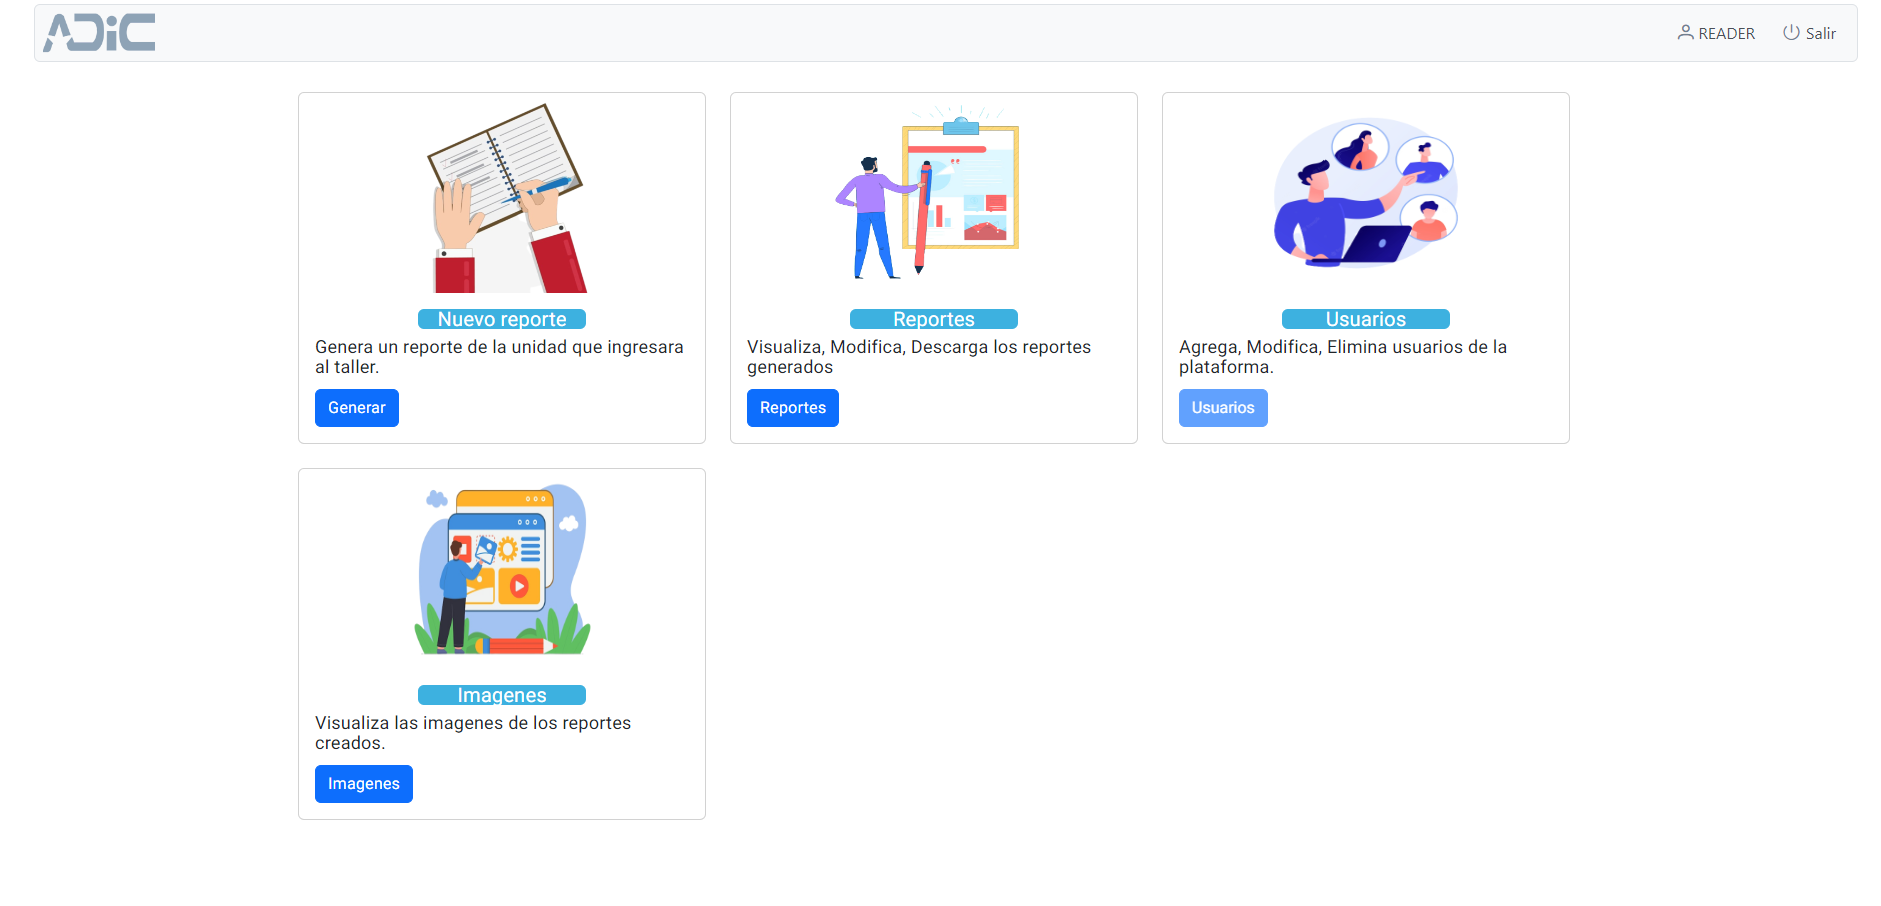 ADiC
READER
Salir
Nuevo reporte
Genera un reporte de la unidad que ingresara
al taller.
Generar
Reportes
Visualiza, Modifica, Descarga los reportes
generados
Reportes
Usuarios
Agrega, Modifica, Elimina usuarios de la
plataforma.
Usuarios
Imagenes
Visualiza las imagenes de los reportes
creados.
Imagenes